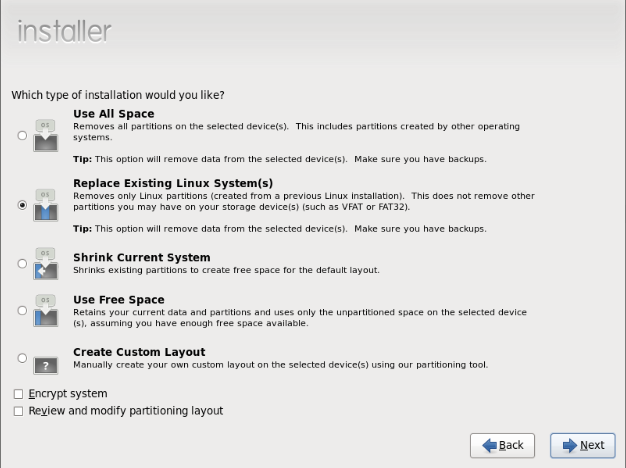 installer
Which type of installation would you like?
OS
Use All Space
Removes all partitions on the selected device(s).  This includes partitions created by other operating
systems.
Tip: This option will remove data from the selected device(s).  Make sure you have backups.
OS
Replace Existing Linux System(s)
Removes only Linux partitions (created from a previous Linux installation).  This does not remove other
partitions you may have on your storage device(s) (such as VFAT or FAT32).
Tip: This option will remove data from the selected device(s).  Make sure you have backups.
OS
Shrink Current System
Shrinks existing partitions to create free space for the default layout.
OS
Use Free Space
Retains your current data and partitions and uses only the unpartitioned space on the selected device
(s), assuming you have enough free space available.
?
Create Custom Layout
Manually create your own custom layout on the selected device(s) using our partitioning tool.
Encrypt system
Review and modify partitioning layout
Back
Next